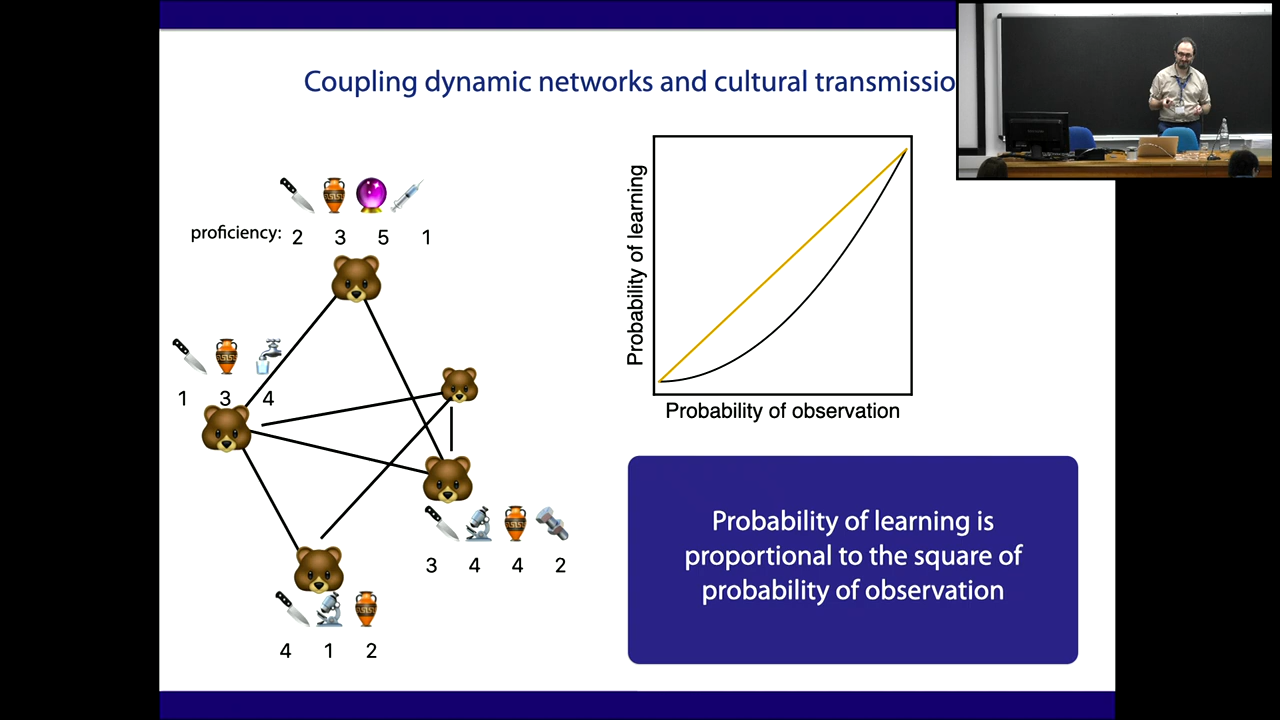 Coupling dynamic networks and cultural transmissio
proficiency: 2 3 5 1
1 3 4
3 4 4 2
4 1 2
Probability of learning
Probability of observation
Probability of learning is
proportional to the square of
probability of observation